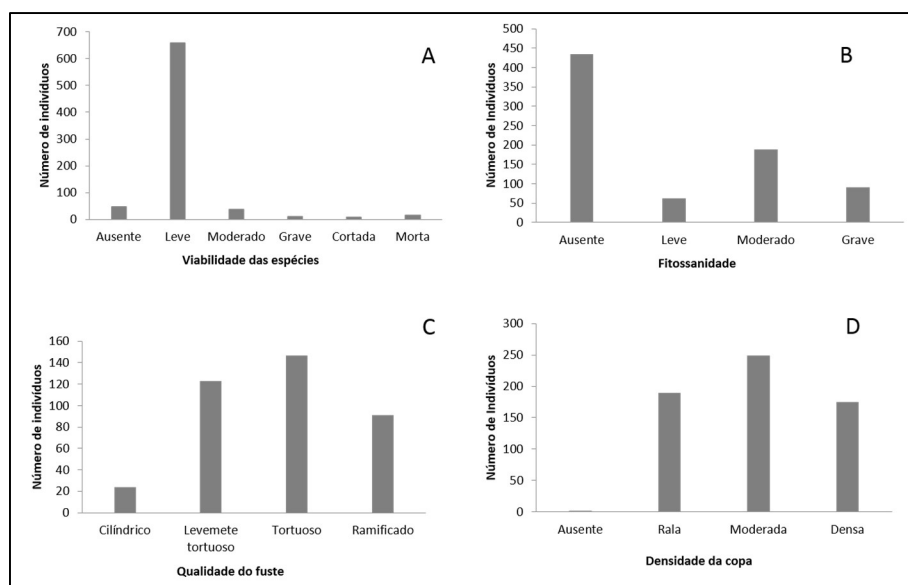 A
Número de indivíduos
700
600
500
400
300
200
100
0
Ausente Leve Moderado Grave Cortada Morta
Viabilidade das espécies
B
Número de Indivíduos
500
450
400
350
300
250
200
150
100
50
0
Ausente Leve Moderado Grave
Fitossanidade
C
Número de indivíduos
160
140
120
100
80
60
40
20
0
Cilíndrico Levemete Tortuoso Ramificado
tortuoso
Qualidade do fuste
D
Número de Indivíduos
300
250
200
150
100
50
0
Ausente Rala Moderada Densa
Densidade da copa